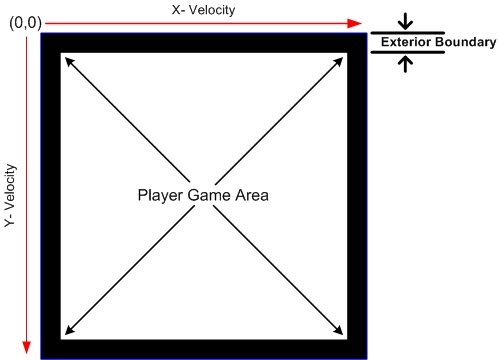 X- Velocity
(0,0)
Exterior Boundary
Player Game Area
Y- Velocity